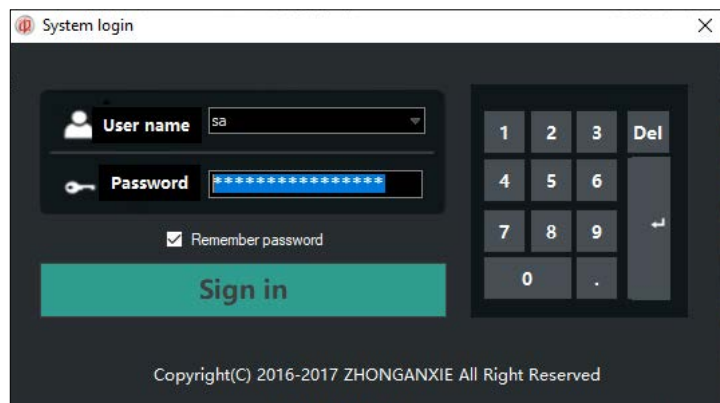 System login
User name sa
Password ****************
Remember password
Sign in
1 2 3 Del
4 5 6
7 8 9
0 .
Copyright(C) 2016-2017 ZHONGANXIE All Right Reserved